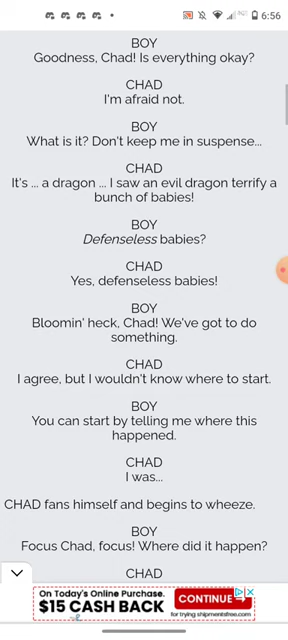 6:56
BOY
Goodness, Chad! Is everything okay?
CHAD
I'm afraid not.
BOY
What is it? Don't keep me in suspense...
CHAD
It's ... a dragon ... I saw an evil dragon terrify a
bunch of babies!
BOY
Defenseless babies?
CHAD
Yes, defenseless babies!
BOY
Bloomin' heck, Chad! We've got to do
something.
CHAD
I agree, but I wouldn't know where to start.
BOY
You can start by telling me where this
happened.
CHAD
I was...
CHAD fans himself and begins to wheeze.
BOY
Focus Chad, focus! Where did it happen?
CHAD
On Today's Online Purchase.
$15 CASH BACK
CONTINUE
for trying shipmentsfree.com